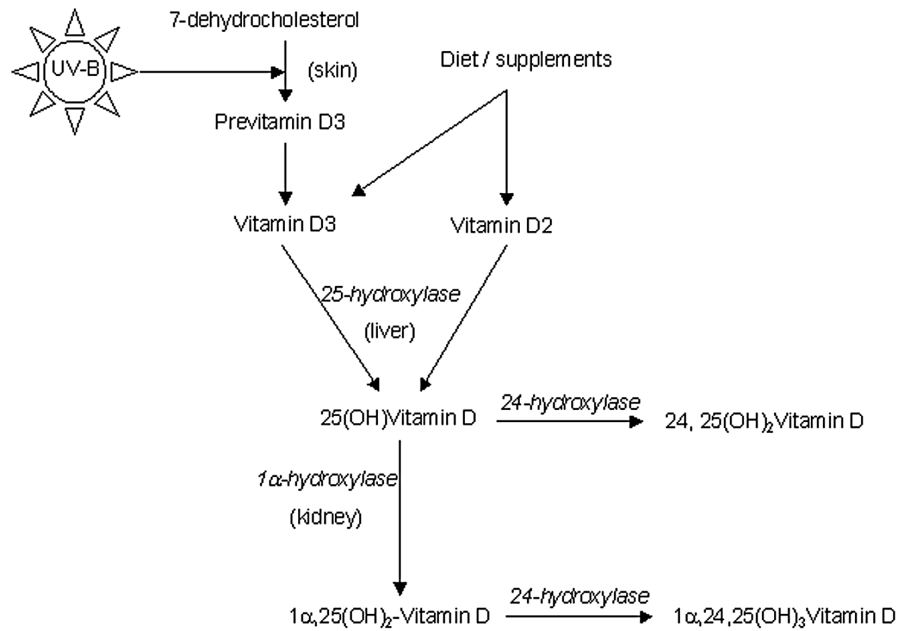 7-dehydrocholesterol
UV-B
(skin)
Diet / supplements
Previtamin D3
Vitamin D3
Vitamin D2
25-hydroxylase
(liver)
25(OH)Vitamin D
24-hydroxylase
24, 25(OH)₂Vitamin D
1α-hydroxylase
(kidney)
1α,25(OH)₂-Vitamin D
24-hydroxylase
1α,24,25(OH)₃Vitamin D